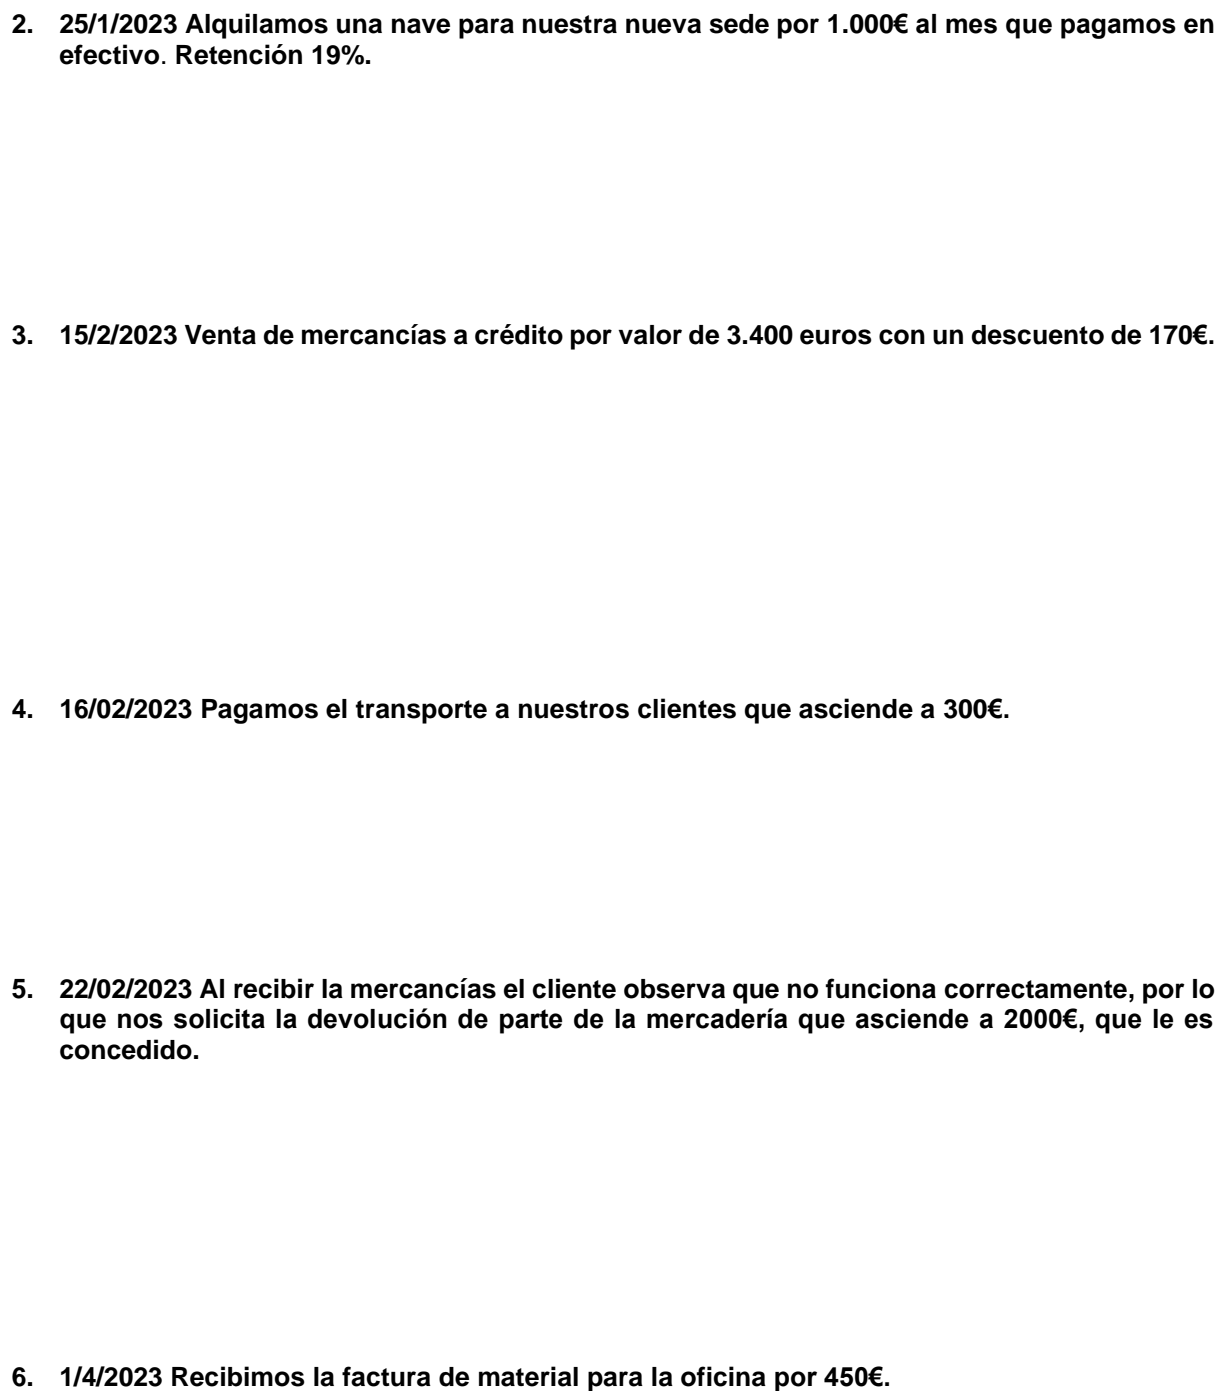 2. 25/1/2023 Alquilamos una nave para nuestra nueva sede por 1.000€ al mes que pagamos en
efectivo. Retención 19%.
3. 15/2/2023 Venta de mercancías a crédito por valor de 3.400 euros con un descuento de 170€.
4. 16/02/2023 Pagamos el transporte a nuestros clientes que asciende a 300€.
5. 22/02/2023 Al recibir la mercancías el cliente observa que no funciona correctamente, por lo
que nos solicita la devolución de parte de la mercadería que asciende a 2000€, que le es
concedido.
6. 1/4/2023 Recibimos la factura de material para la oficina por 450€.